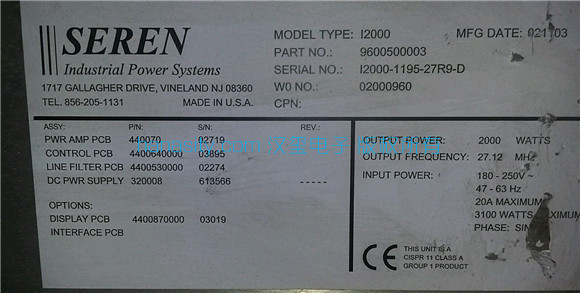 SEREN
Industrial Power Systems
1717 GALLAGHER DRIVE, VINELAND NJ 08360
TEL. 856-205-1131 MADE IN U.S.A.
MODEL TYPE: I2000 MFG DATE: 021103
PART NO.: 9600500003
SERIAL NO.: I2000-1195-27R9-D
W0 NO.: 02000960
CPN:
ASSY: P/N: S/N: REV.:
PWR AMP PCB 440070 02719
CONTROL PCB 4400640000 03895
LINE FILTER PCB 4400530000 02274
DC PWR SUPPLY 320008 613566 -----
OPTIONS:
DISPLAY PCB 4400870000 03019
INTERFACE PCB
OUTPUT POWER: 2000 WATTS
OUTPUT FREQUENCY: 27.12 MHz
INPUT POWER: 180 - 250V~
47 - 63 Hz
20A MAXIMUM
3100 WATTS MAXIMUM
PHASE: SIN
CE
THIS UNIT IS A
CISPR 11 CLASS A
GROUP 1 PRODUCT